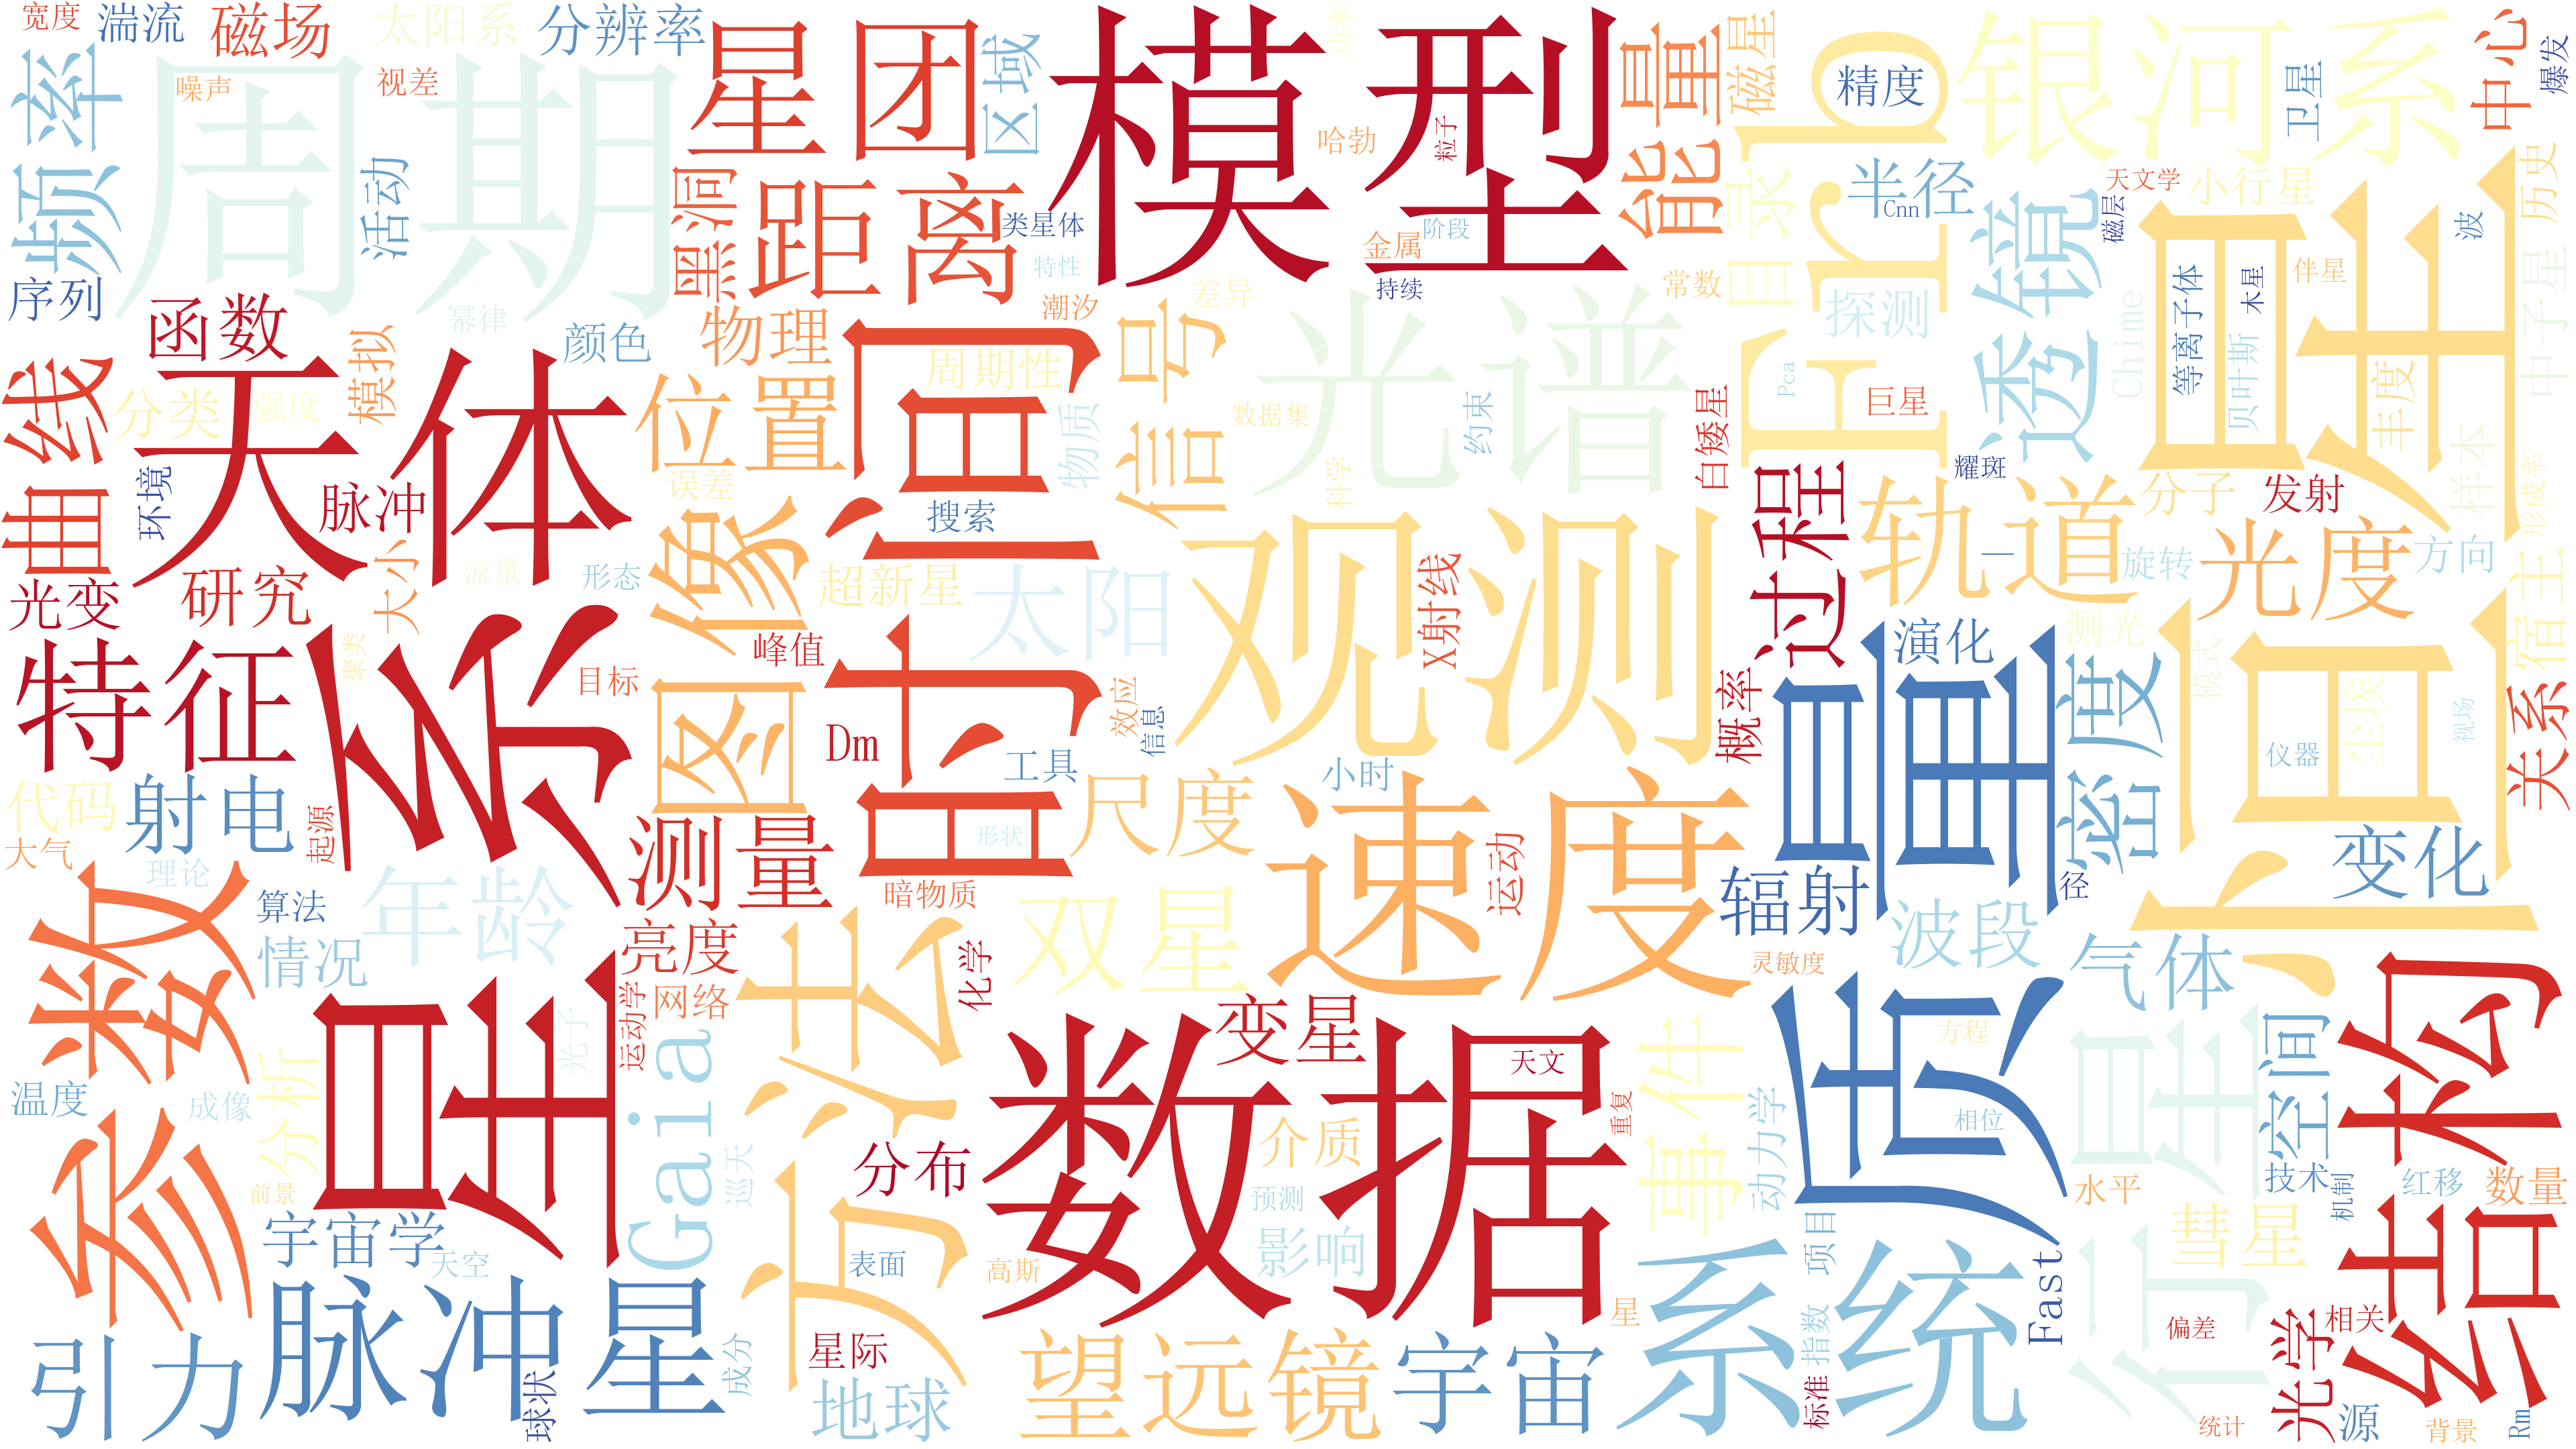 宽度
湍流
磁场
太阳系
分辨率
星团
区域
模型
功率
能量
磁星
Frb
精度
银河系
卫星
中心
爆发
频率
噪声
周期
视差
活动
黑洞
距离
类星体
哈勃
粒子
金属
阶段
目录
半径
Cnn
透镜
天文学
小行星
磁层
恒星
历史
波
序列
函数
幂律
颜色
物理
特性
潮汐
差异
持续
常数
探测
Chime
等离子体
木星
伴星
中子星
曲线
分类
强度
模拟
天体
位置
周期性
信号
数据集
光谱
约束
Pca
巨星
白矮星
贝叶斯
丰度
样本
形成率
环境
脉冲
误差
时间
搜索
物质
科学
耀斑
过程
轨道
分子
发射
光变
研究
大小
流量
形态
图像
超新星
太阳
观测
X射线
一
旋转
光度
方向
宿主
特征
星系
聚类
目标
峰值
Dm
效应
信息
概率
质量
演化
密度
测光
模式
行星
尘埃
视场
关系
代码
射电
起源
测量
工具
形状
尺度
小时
速度
运动
仪器
大气
理论
年龄
算法
情况
亮度
暗物质
双星
辐射
径
变化
波段
灵敏度
气体
参数
网络
运动学
光子
方法
化学
变星
数据
天文
事件
方程
空间
结构
温度
成像
分析
Gaia
巡天
分布
介质
重复
动力学
相位
前景
宇宙学
天空
表面
高斯
预测
影响
项目
水平
技术
机制
红移
数量
彗星
引力
脉冲星
球状
成分
星际
地球
望远镜
宇宙
星
系统
指数
标准
Fast
偏差
光学
相关
源
统计
背景
Rm